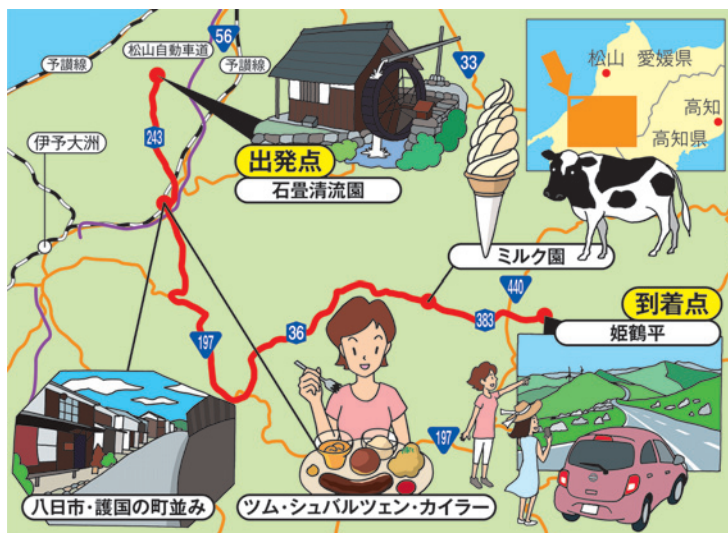 予讃線
松山自動車道
56
予讃線
33
松山 愛媛県
高知
高知県
243
伊予大洲
出発点
石畳清流園
ミルク園
440
到着点
姫鶴平
383
36
197
197
八日市・護国の町並み
ツム・シュバルツェン・カイラー